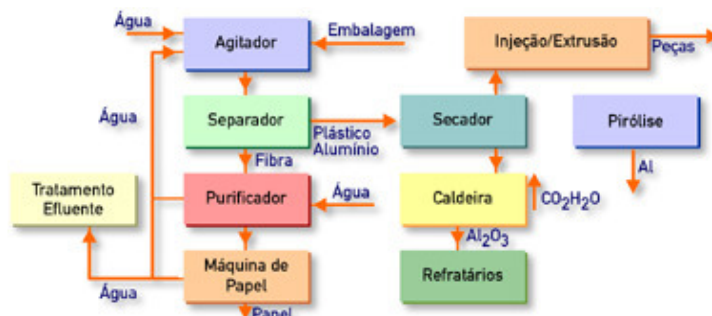 Água
Agitador
Embalagem
Injeção/Extrusão
Peças
Água
Separador
Plástico
Alumínio
Secador
Pirólise
Fibra
Al
Tratamento
Efluente
Purificador
Água
Caldeira
CO2H2O
Al2O3
Água
Máquina de
Papel
Refratários
Papel